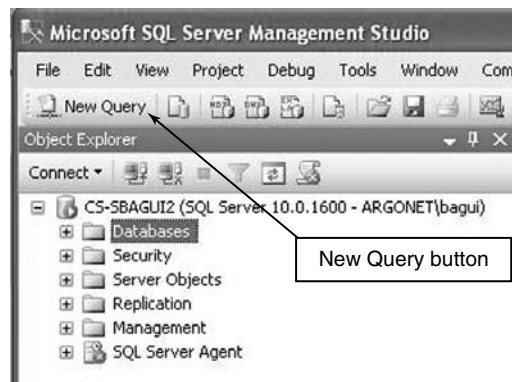 Microsoft SQL Server Management Studio
File Edit View Project Debug Tools Window Com
New Query
Object Explorer
Connect
CS-SBAGUI2 (SQL Server 10.0.1600 - ARGONET\bagui)
Databases
New Query button
Security
Server Objects
Replication
Management
SQL Server Agent